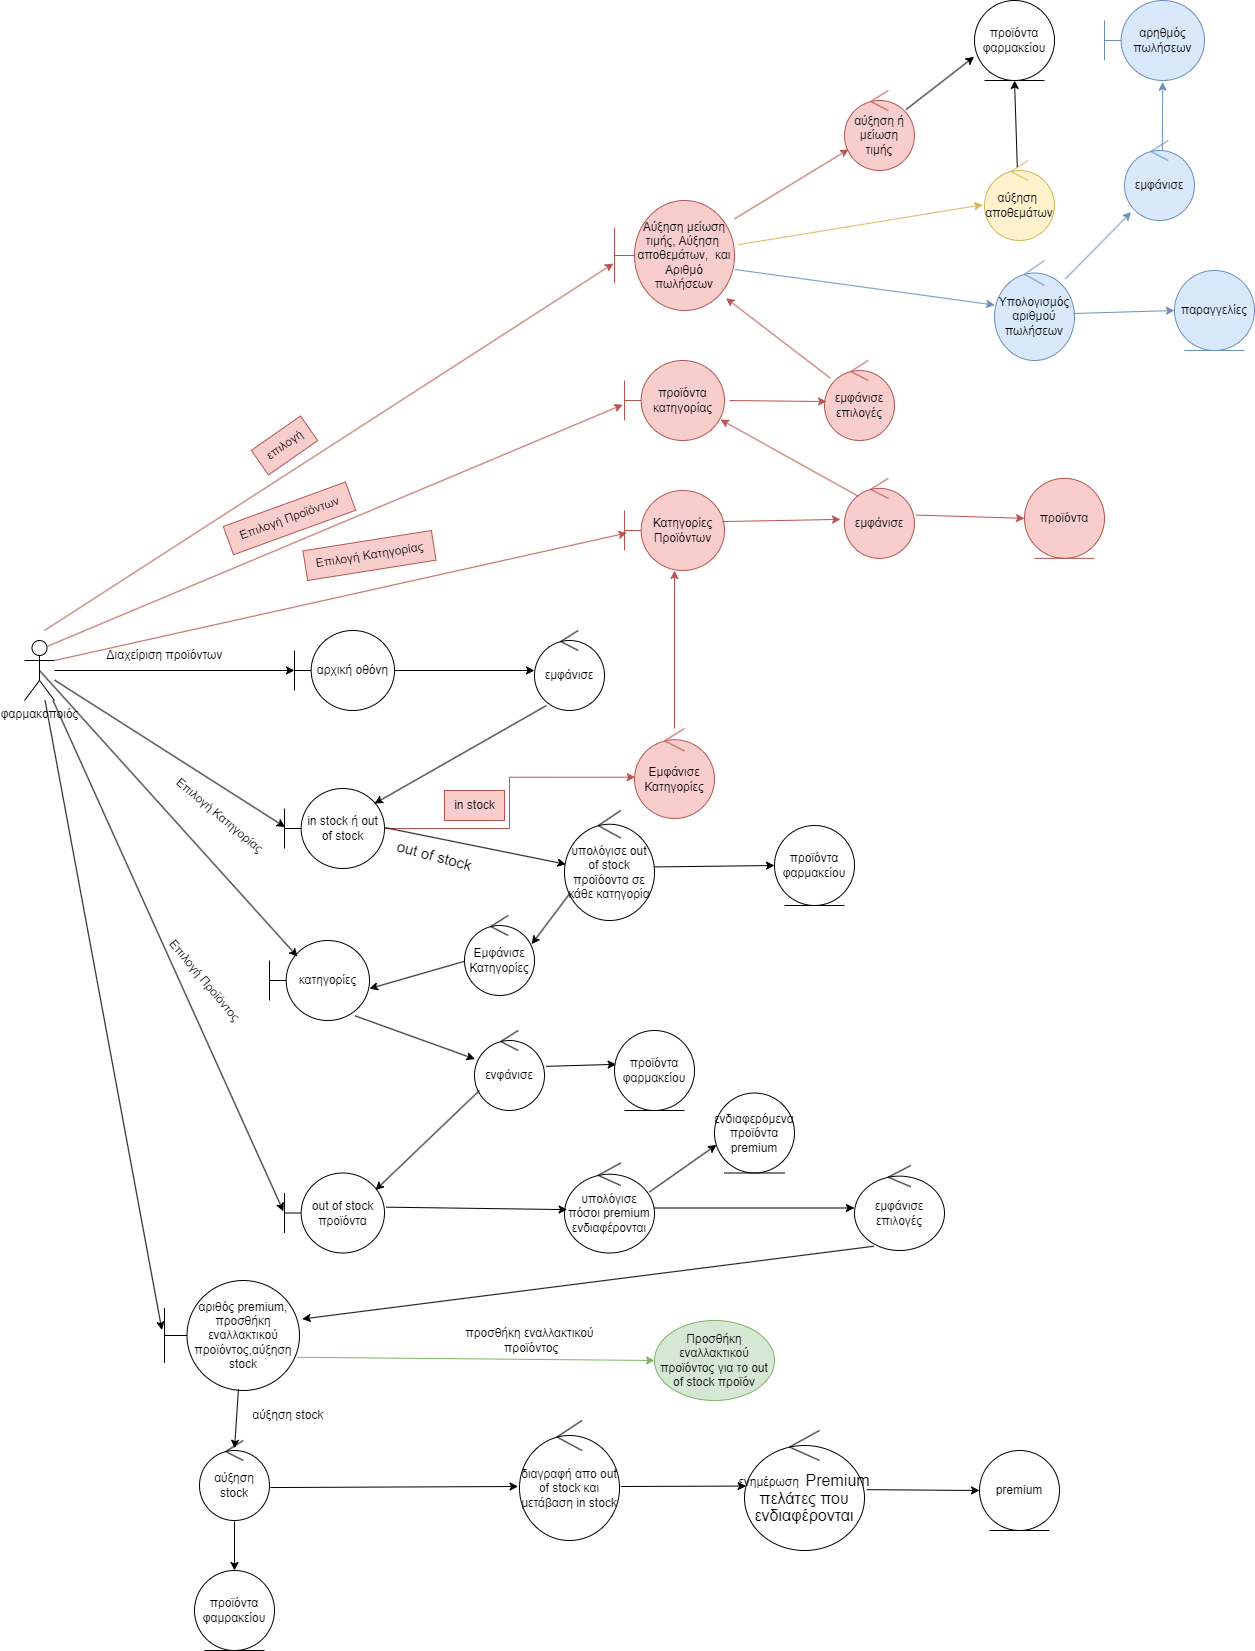 προϊόντα
φαρμακείου
αρηθμός
πωλήσεων
αύξηση ή
μείωση
τιμής
εμφάνισε
αύξηση
αποθεμάτων
Αύξηση μείωση
τιμής, Αύξηση
αποθεμάτων, και
Αριθμό
πωλήσεων
Υπολογισμός
αριθμού
πωλήσεων
παραγγελίες
προϊόντα
κατηγορίας
εμφάνισε
επιλογές
επιλογή
Επιλογή Προϊόντων
Επιλογή Κατηγορίας
Κατηγορίες
Προϊόντων
εμφάνισε
προϊόντα
Διαχείριση προϊόντων
αρχική οθόνη
εμφάνισε
φαρμακοποιός
Εμφάνισε
Κατηγορίες
in stock
in stock ή out
of stock
Επιλογή Κατηγορίας
out of stock
υπολόγισε out
of stock
προϊόοντα σε
κάθε κατηγορία
προϊόντα
φαρμακείου
Εμφάνισε
Κατηγορίες
κατηγορίες
Επιλογή Προϊόντος
ενφάνισε
προϊόντα
φαρμακείου
ενδιαφερόμενα
προϊόντα
premium
out of stock
προϊόντα
υπολόγισε
πόσοι premium
ενδιαφέρονται
εμφάνισε
επιλογές
αριθός premium,
προσθήκη
εναλλακτικού
προϊόντος,αύξηση
stock
προσθήκη εναλλακτικού
προϊόντος
Προσθήκη
εναλλακτικού
προϊόντος για το out
of stock προϊόν
αύξηση stock
αύξηση
stock
διαγραφή απο out
of stock και
μετάβαση in stock
ενημέρωση Premium
πελάτες που
ενδιαφέρονται
premium
προϊόντα
φαμρακείου